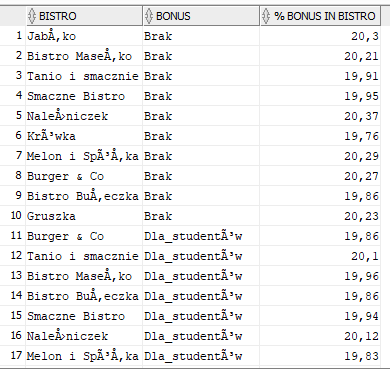 BISTRO BONUS % BONUS IN BISTRO
1 JabÅ‚ko Brak 20,3
2 Bistro MaseÅ‚ko Brak 20,21
3 Tanio i smacznie Brak 19,91
4 Smaczne Bistro Brak 19,95
5 NaleÅ›niczek Brak 20,37
6 KrÃ³wka Brak 19,76
7 Melon i SpÃ³Å‚ka Brak 20,29
8 Burger & Co Brak 20,27
9 Bistro BuÅ‚eczka Brak 19,86
10 Gruszka Brak 20,23
11 Burger & Co Dla_studentÃ³w 19,86
12 Tanio i smacznie Dla_studentÃ³w 20,1
13 Bistro MaseÅ‚ko Dla_studentÃ³w 19,96
14 Bistro BuÅ‚eczka Dla_studentÃ³w 19,86
15 Smaczne Bistro Dla_studentÃ³w 19,94
16 NaleÅ›niczek Dla_studentÃ³w 20,12
17 Melon i SpÃ³Å‚ka Dla_studentÃ³w 19,83